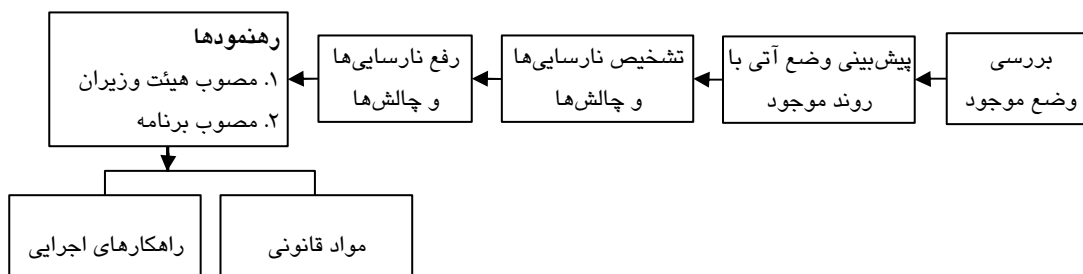 بررسی
وضع موجود
پیش‌بینی وضع آتی با
روند موجود
تشخیص نارسایی‌ها
و چالش‌ها
رفع نارسایی‌ها
و چالش‌ها
رهنمودها
۱. مصوب هیئت وزیران
۲. مصوب برنامه
مواد قانونی
راهکارهای اجرایی